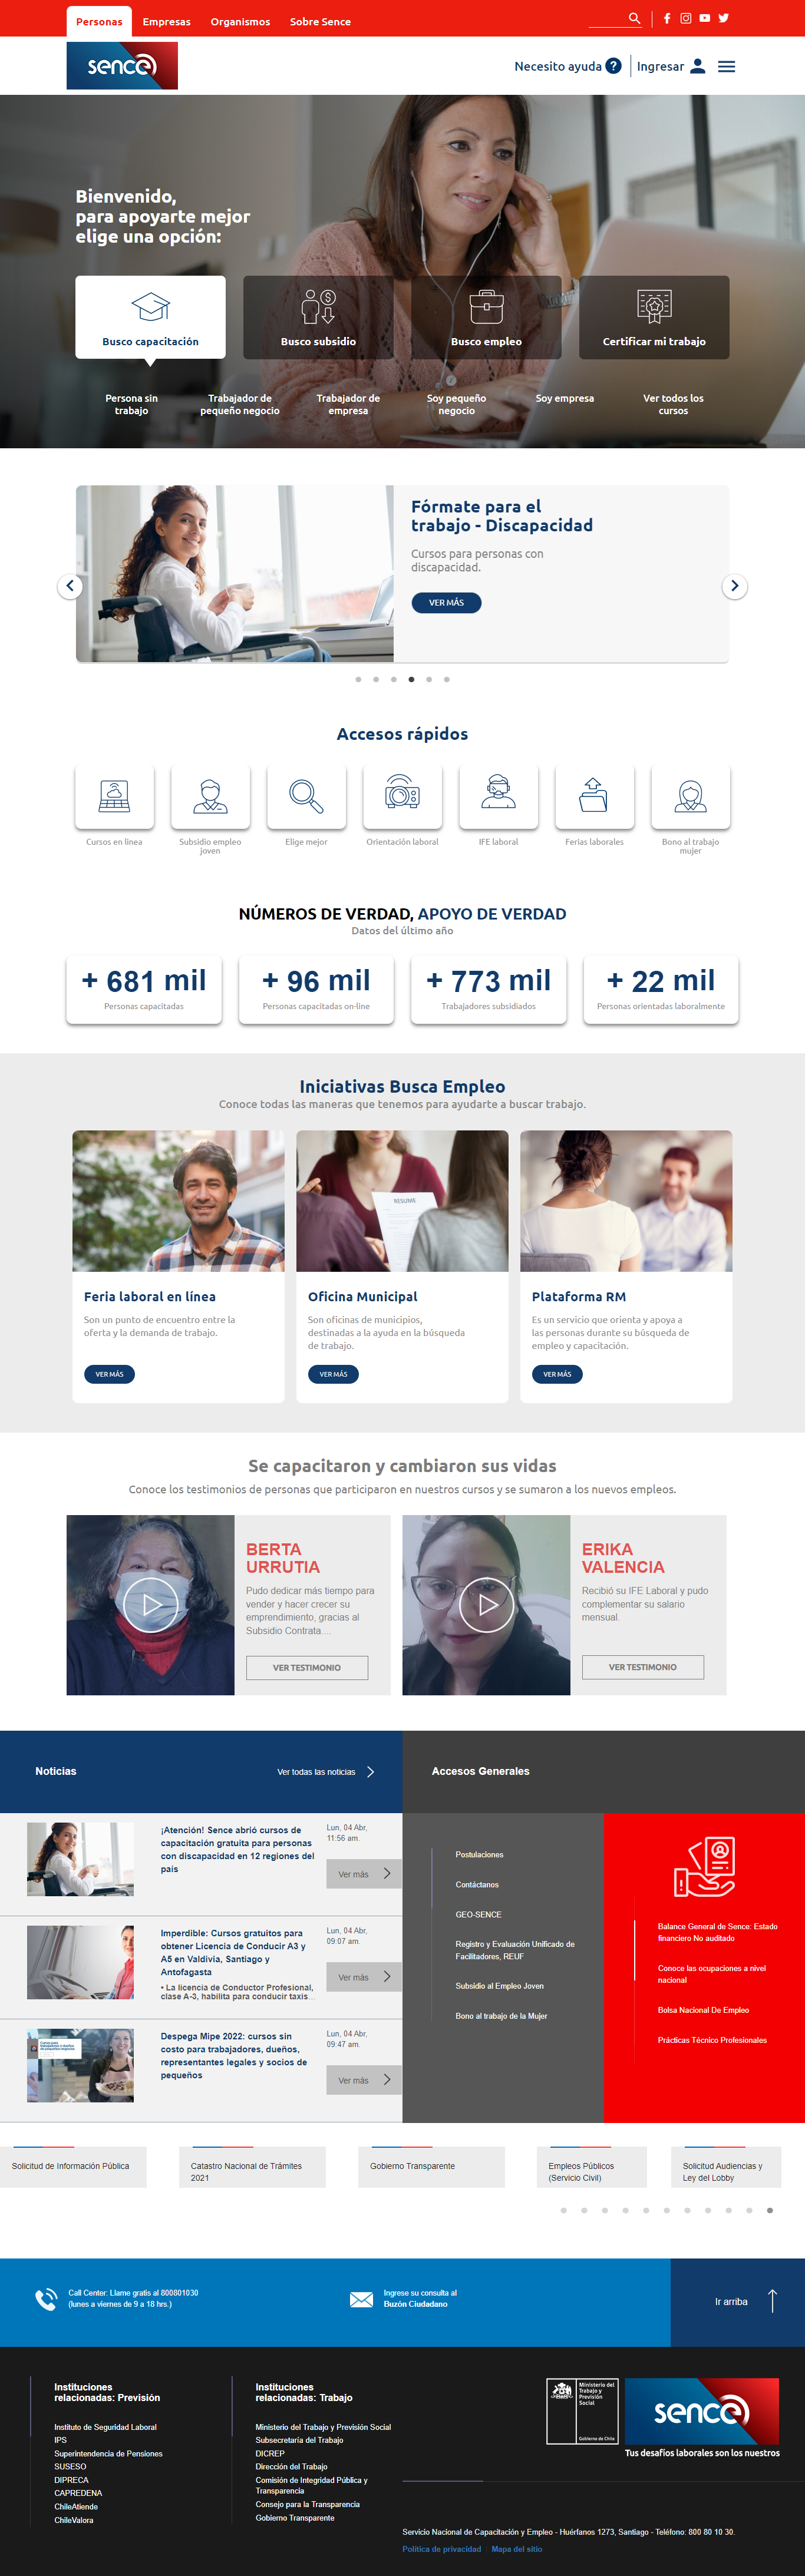 Personas
Empresas
Organismos
Sobre Sence
sence
Necesito ayuda ?
Ingresar
Bienvenido,
para apoyarte mejor
elige una opción:
Busco capacitación
Busco subsidio
Busco empleo
Certificar mi trabajo
Persona sin
trabajo
Trabajador de
pequeño negocio
Trabajador de
empresa
Soy pequeño
negocio
Soy empresa
Ver todos los
cursos
Fórmate para el
trabajo - Discapacidad
Cursos para personas con
discapacidad.
VER MÁS
Accesos rápidos
Cursos en linea
Subsidio empleo
joven
Elige mejor
Orientación laboral
IFE laboral
Ferias laborales
Bono al trabajo
mujer
NÚMEROS DE VERDAD, APOYO DE VERDAD
Datos del último año
+ 681 mil
Personas capacitadas
+ 96 mil
Personas capacitadas on-line
+ 773 mil
Trabajadores subsidiados
+ 22 mil
Personas orientadas laboralmente
Iniciativas Busca Empleo
Conoce todas las maneras que tenemos para ayudarte a buscar trabajo.
RESUME
Feria laboral en línea
Son un punto de encuentro entre la
oferta y la demanda de trabajo.
VER MÁS
Oficina Municipal
Son oficinas de municipios,
destinadas a la ayuda en la búsqueda
de trabajo.
VER MÁS
Plataforma RM
Es un servicio que orienta y apoya a
las personas durante su búsqueda de
empleo y capacitación.
VER MÁS
Se capacitaron y cambiaron sus vidas
Conoce los testimonios de personas que participaron en nuestros cursos y se sumaron a los nuevos empleos.
BERTA
URRUTIA
Pudo dedicar más tiempo para
vender y hacer crecer su
emprendimiento, gracias al
Subsidio Contrata....
VER TESTIMONIO
ERIKA
VALENCIA
Recibió su IFE Laboral y pudo
complementar su salario
mensual.
VER TESTIMONIO
Noticias
Ver todas las noticias
¡Atención! Sence abrió cursos de
capacitación gratuita para personas
con discapacidad en 12 regiones del
país
Lun, 04 Abr,
11:56 am.
Ver más
Imperdible: Cursos gratuitos para
obtener Licencia de Conducir A3 y
A5 en Valdivia, Santiago y
Antofagasta
• La licencia de Conductor Profesional,
clase A-3, habilita para conducir taxis...
Lun, 04 Abr,
09:07 am.
Ver más
Despega Mipe 2022: cursos sin
costo para trabajadores, dueños,
representantes legales y socios de
pequeños
Lun, 04 Abr,
09:47 am.
Ver más
Accesos Generales
Postulaciones
Contáctanos
GEO-SENCE
Registro y Evaluación Unificado de
Facilitadores, REUF
Subsidio al Empleo Joven
Bono al trabajo de la Mujer
Balance General de Sence: Estado
financiero No auditado
Conoce las ocupaciones a nivel
nacional
Bolsa Nacional De Empleo
Prácticas Técnico Profesionales
Solicitud de Información Pública
Catastro Nacional de Trámites
2021
Gobierno Transparente
Empleos Públicos
(Servicio Civil)
Solicitud Audiencias y
Ley del Lobby
Call Center: Llame gratis al 800801030
(lunes a viernes de 9 a 18 hrs.)
Ingrese su consulta al
Buzón Ciudadano
Ir arriba
Instituciones
relacionadas: Previsión
Instituto de Seguridad Laboral
IPS
Superintendencia de Pensiones
SUSESO
DIPRECA
CAPREDENA
ChileAtiende
ChileValora
Instituciones
relacionadas: Trabajo
Ministerio del Trabajo y Previsión Social
Subsecretaría del Trabajo
DICREP
Dirección del Trabajo
Comisión de Integridad Pública y
Transparencia
Consejo para la Transparencia
Gobierno Transparente
Ministerio del
Trabajo y
Previsión
Social
Gobierno de Chile
sence
Tus desafíos laborales son los nuestros
Servicio Nacional de Capacitación y Empleo - Huérfanos 1273, Santiago - Teléfono: 800 80 10 30.
Política de privacidad | Mapa del sitio